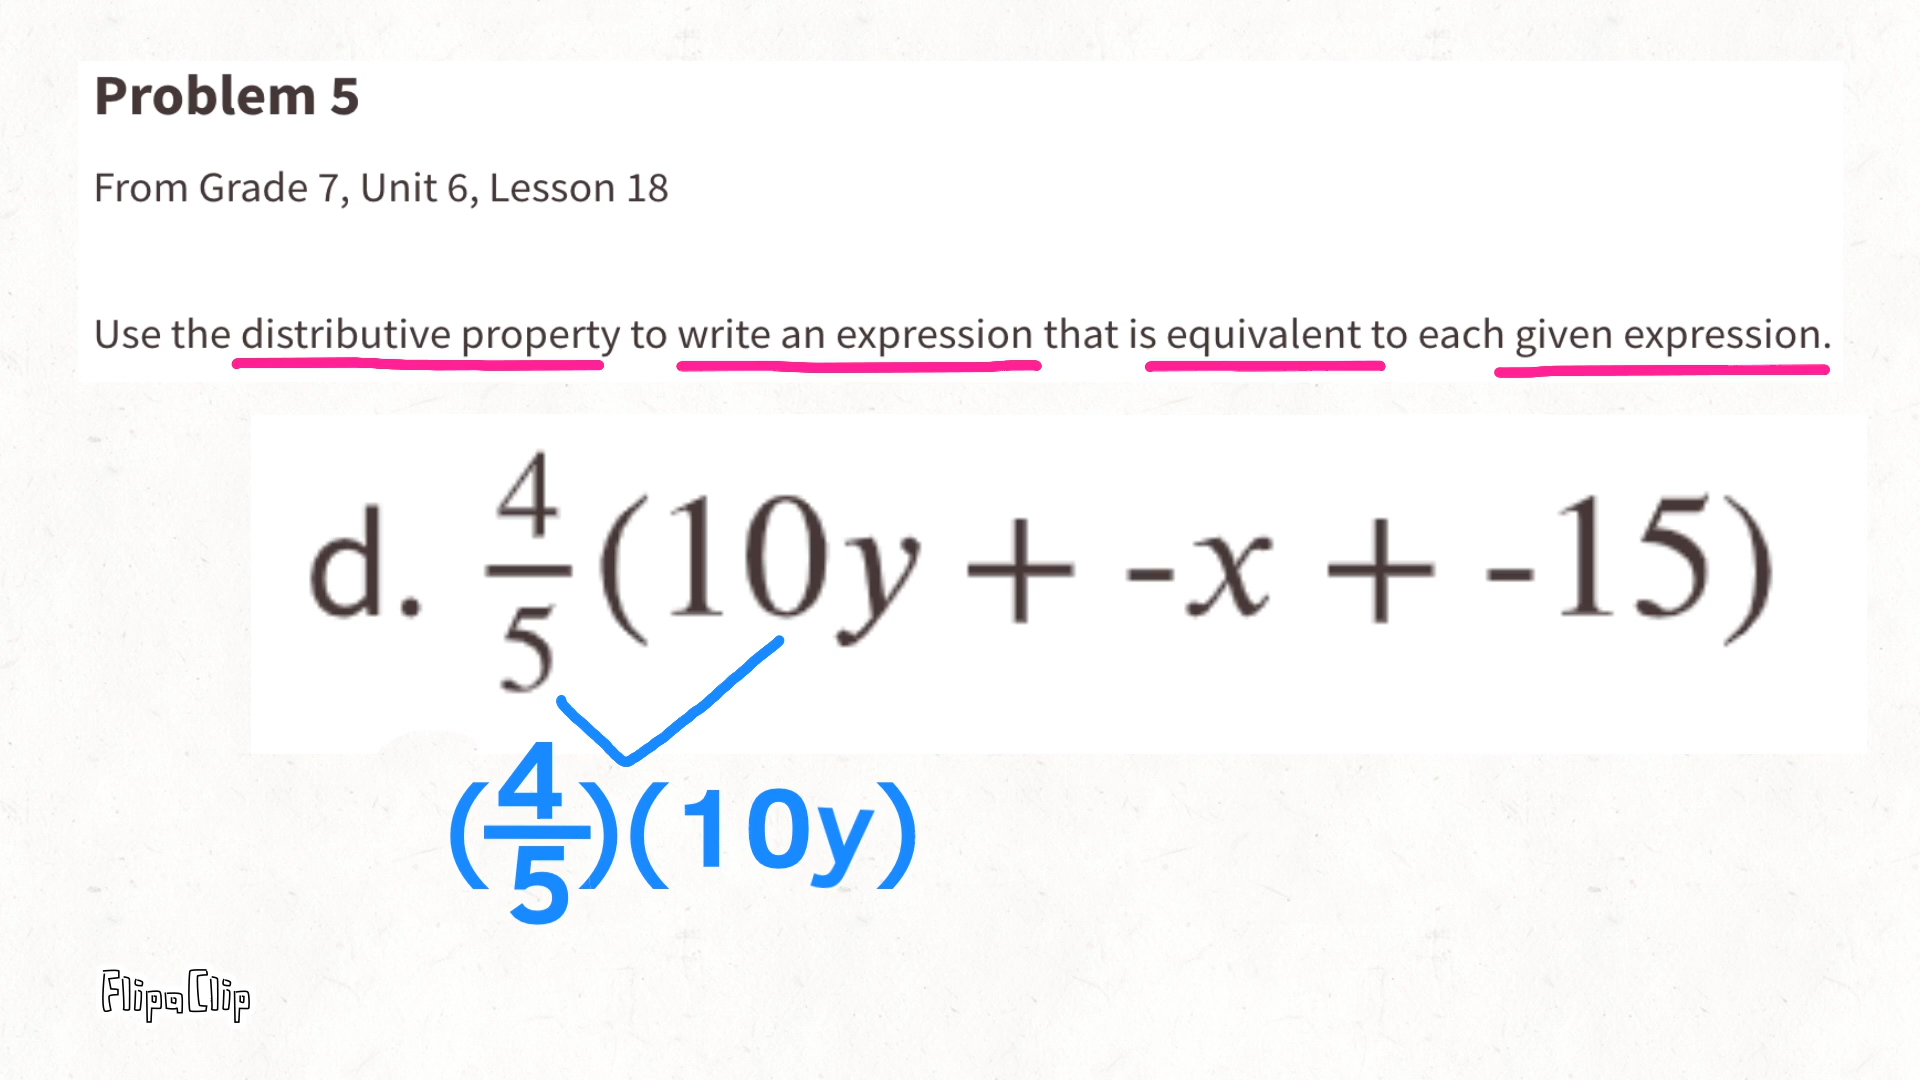 Problem 5
From Grade 7, Unit 6, Lesson 18
Use the distributive property to write an expression that is equivalent to each given expression.
d. 4/5 (10y + -x + -15)
(4/5)(10y)
FlipaClip